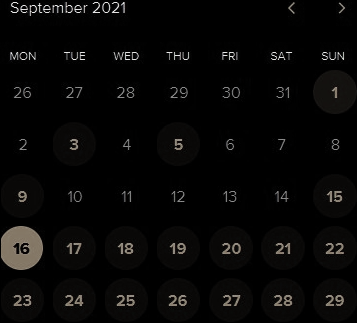 September 2021
MON TUE WED THU FRI SAT SUN
26 27 28 29 30 31 1
2 3 4 5 6 7 8
9 10 11 12 13 14 15
16 17 18 19 20 21 22
23 24 25 26 27 28 29